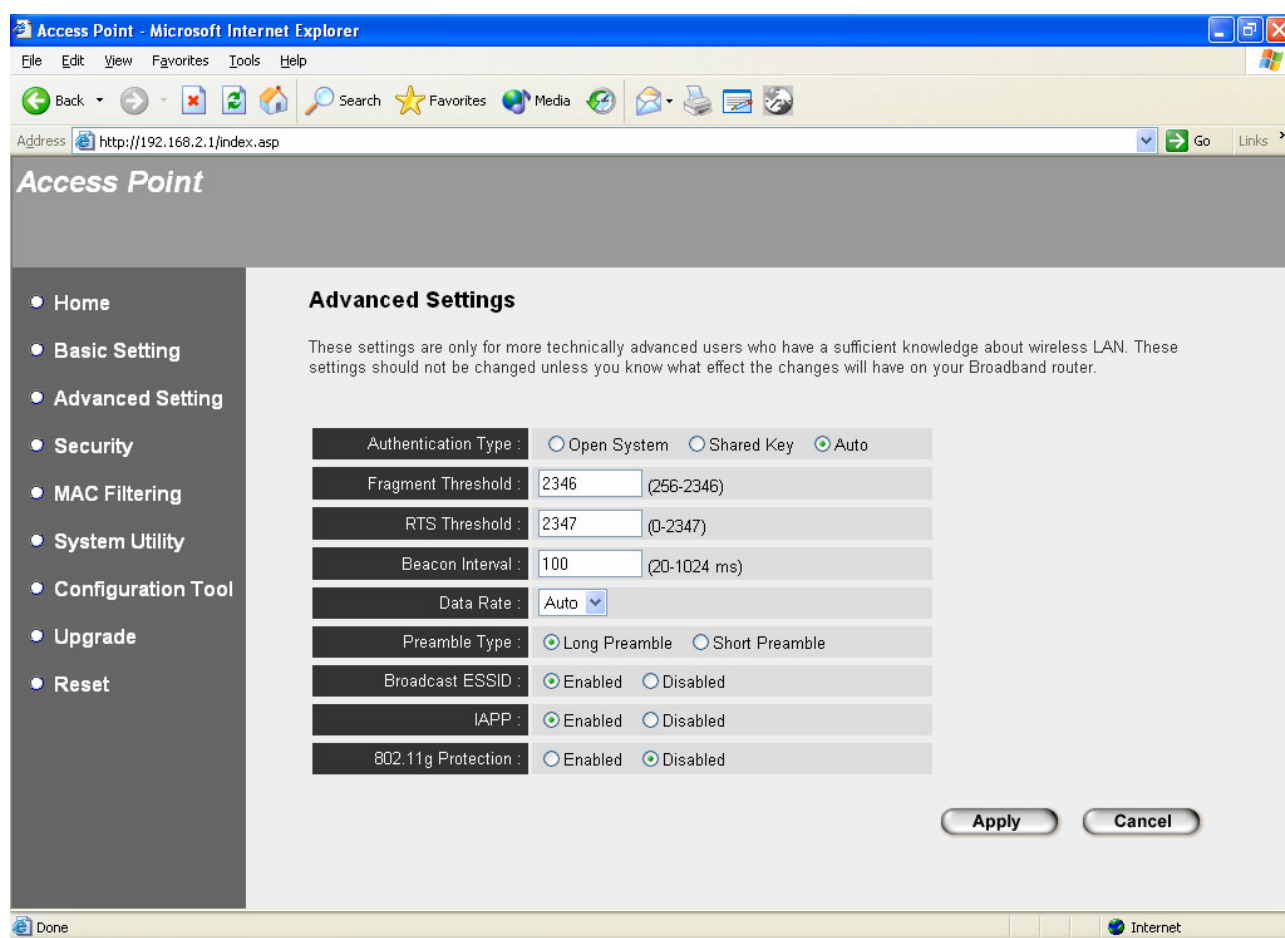 Access Point - Microsoft Internet Explorer
File Edit View Favorites Tools Help
Back Search Favorites Media
Address http://192.168.2.1/index.asp Go Links
Access Point
Home
Basic Setting
Advanced Setting
Security
MAC Filtering
System Utility
Configuration Tool
Upgrade
Reset
Advanced Settings
These settings are only for more technically advanced users who have a sufficient knowledge about wireless LAN. These
settings should not be changed unless you know what effect the changes will have on your Broadband router.
Authentication Type : Open System Shared Key Auto
Fragment Threshold : 2346 (256-2346)
RTS Threshold : 2347 (0-2347)
Beacon Interval : 100 (20-1024 ms)
Data Rate : Auto
Preamble Type : Long Preamble Short Preamble
Broadcast ESSID : Enabled Disabled
IAPP : Enabled Disabled
802.11g Protection : Enabled Disabled
Apply Cancel
Done Internet